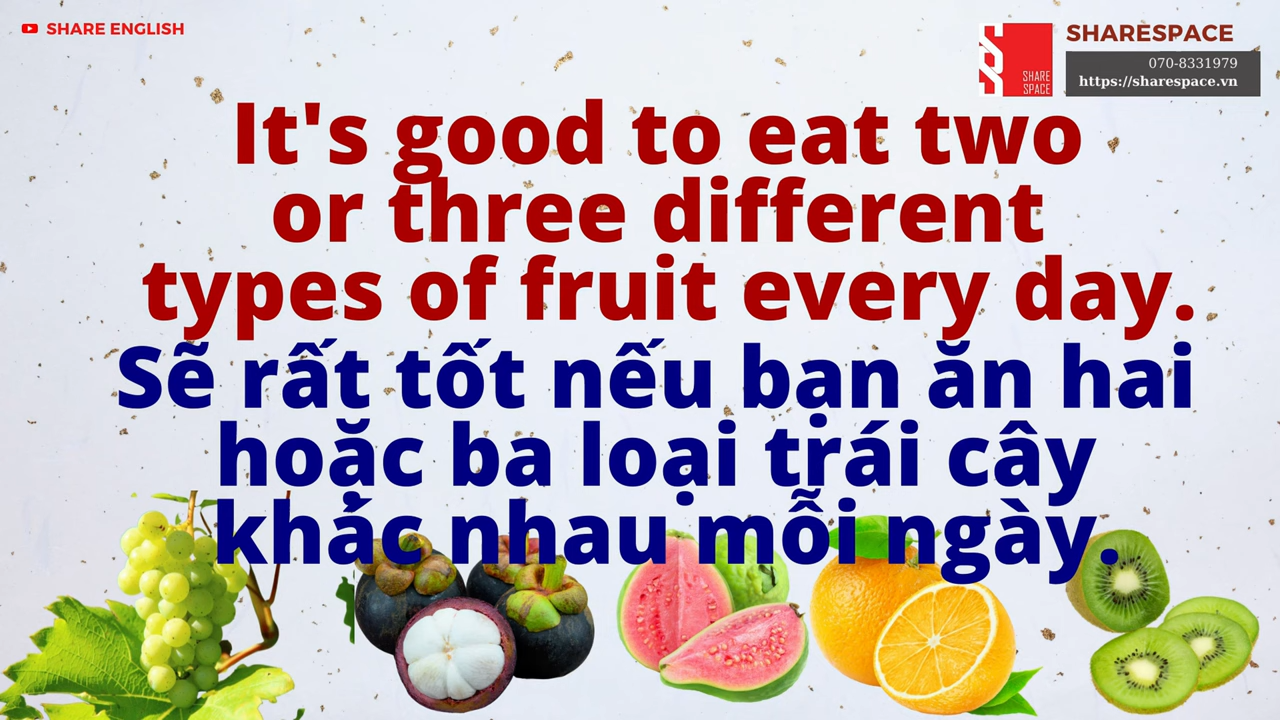 SHARE ENGLISH
SHARE
SPACE
SHARESPACE
070-8331979
https://sharespace.vn
It's good to eat two
or three different
types of fruit every day.
Sẽ rất tốt nếu bạn ăn hai
hoặc ba loại trái cây
khác nhau mỗi ngày.